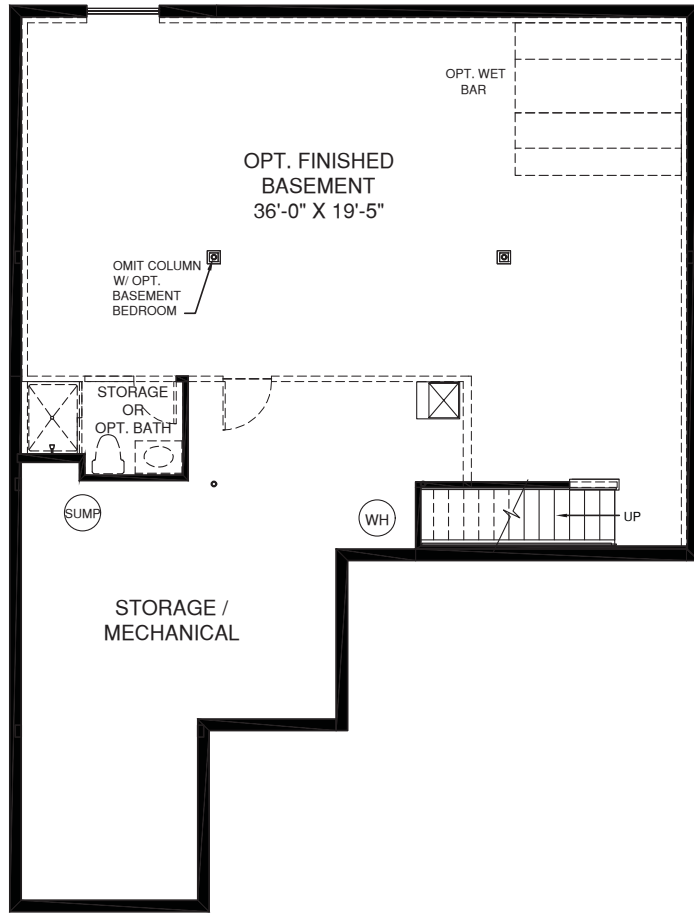 OPT. WET
BAR
OPT. FINISHED
BASEMENT
36'-0" X 19'-5"
OMIT COLUMN
W/ OPT.
BASEMENT
BEDROOM
STORAGE
OR
OPT. BATH
SUMP
WH
UP
STORAGE /
MECHANICAL